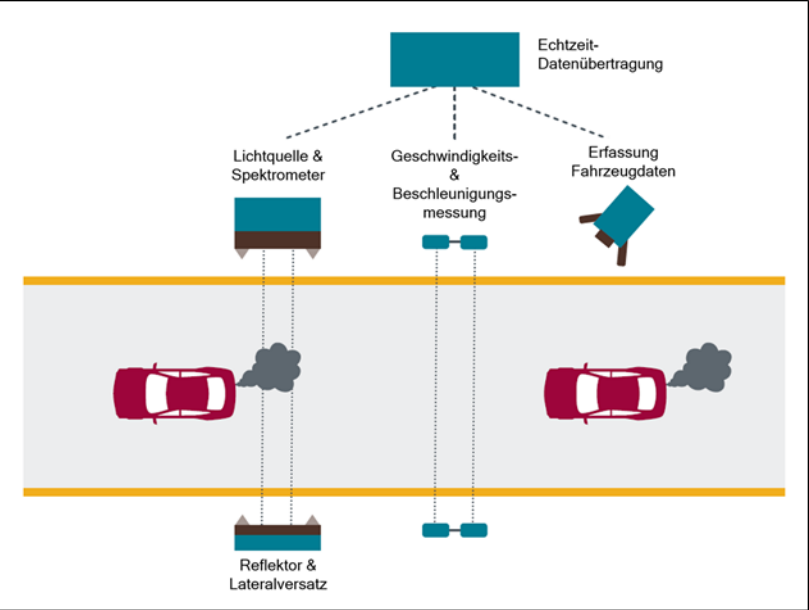 Echtzeit-
Datenübertragung
Lichtquelle &
Spektrometer
Geschwindigkeits-
&
Beschleunigungs-
messung
Erfassung
Fahrzeugdaten
Reflektor &
Lateralversatz